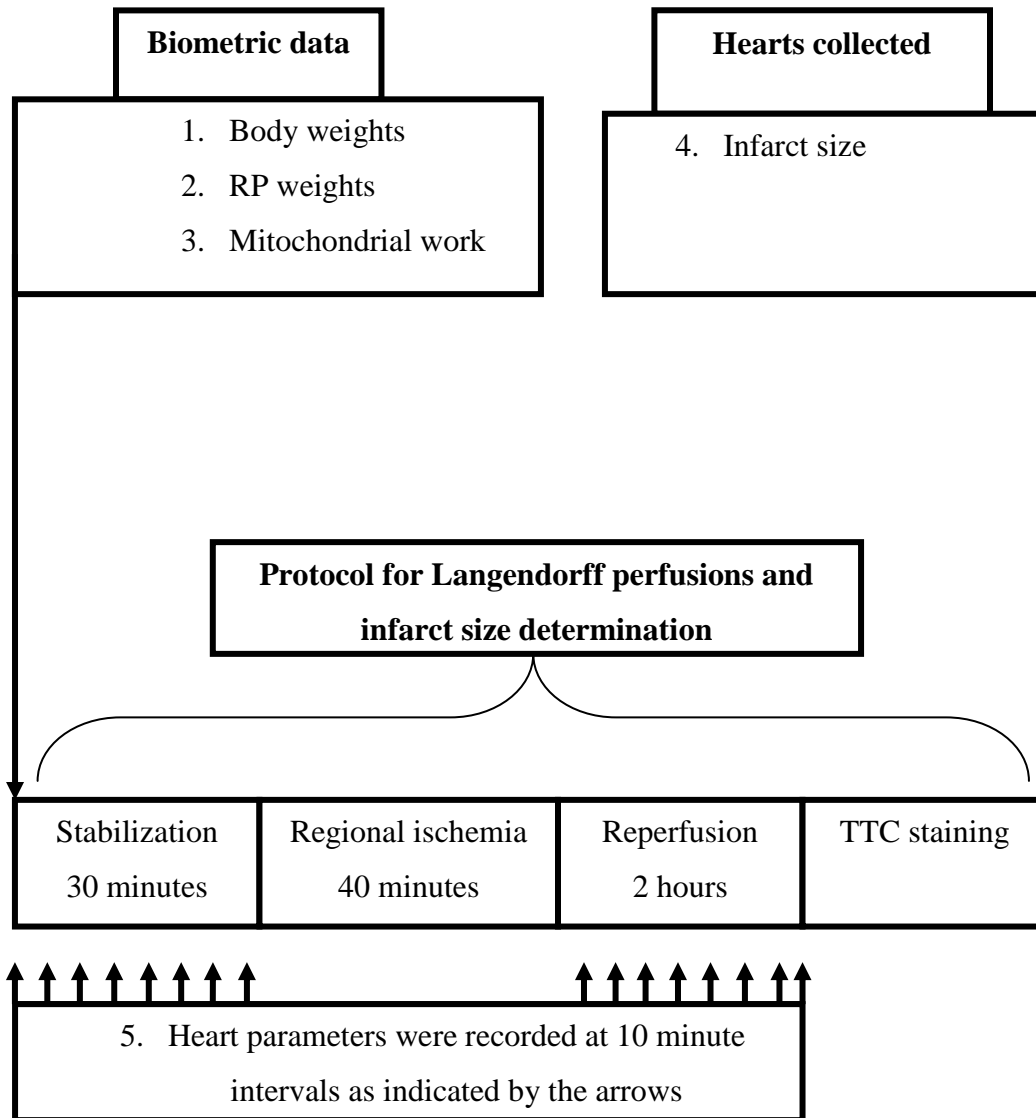 Biometric data
1. Body weights
2. RP weights
3. Mitochondrial work
Hearts collected
4. Infarct size
Protocol for Langendorff perfusions and
infarct size determination
Stabilization
30 minutes
Regional ischemia
40 minutes
Reperfusion
2 hours
TTC staining
5. Heart parameters were recorded at 10 minute
intervals as indicated by the arrows